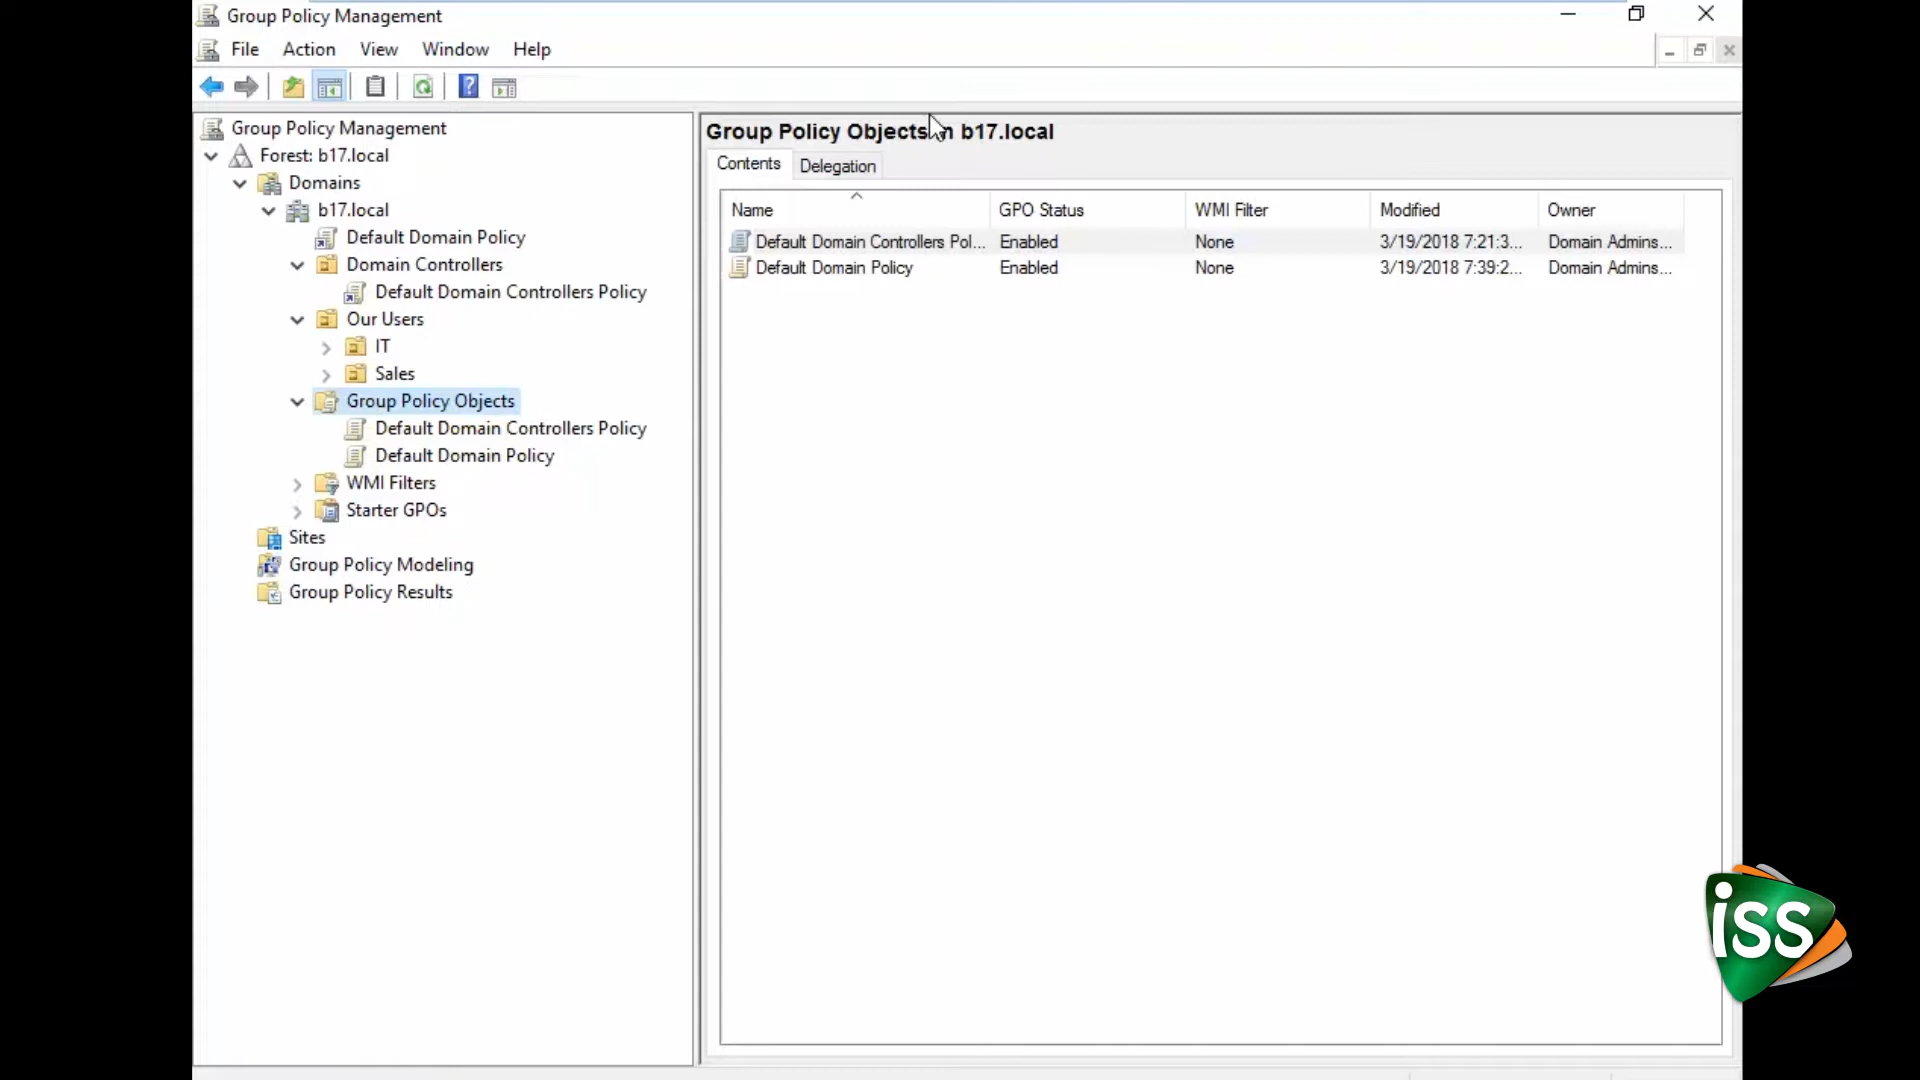 Group Policy Management
File Action View Window Help
Group Policy Management
Forest: b17.local
Domains
b17.local
Default Domain Policy
Domain Controllers
Default Domain Controllers Policy
Our Users
IT
Sales
Group Policy Objects
Default Domain Controllers Policy
Default Domain Policy
WMI Filters
Starter GPOs
Sites
Group Policy Modeling
Group Policy Results
Group Policy Objects in b17.local
Contents Delegation
Name GPO Status WMI Filter Modified Owner
Default Domain Controllers Pol... Enabled None 3/19/2018 7:21:3... Domain Admins...
Default Domain Policy Enabled None 3/19/2018 7:39:2... Domain Admins...
iss